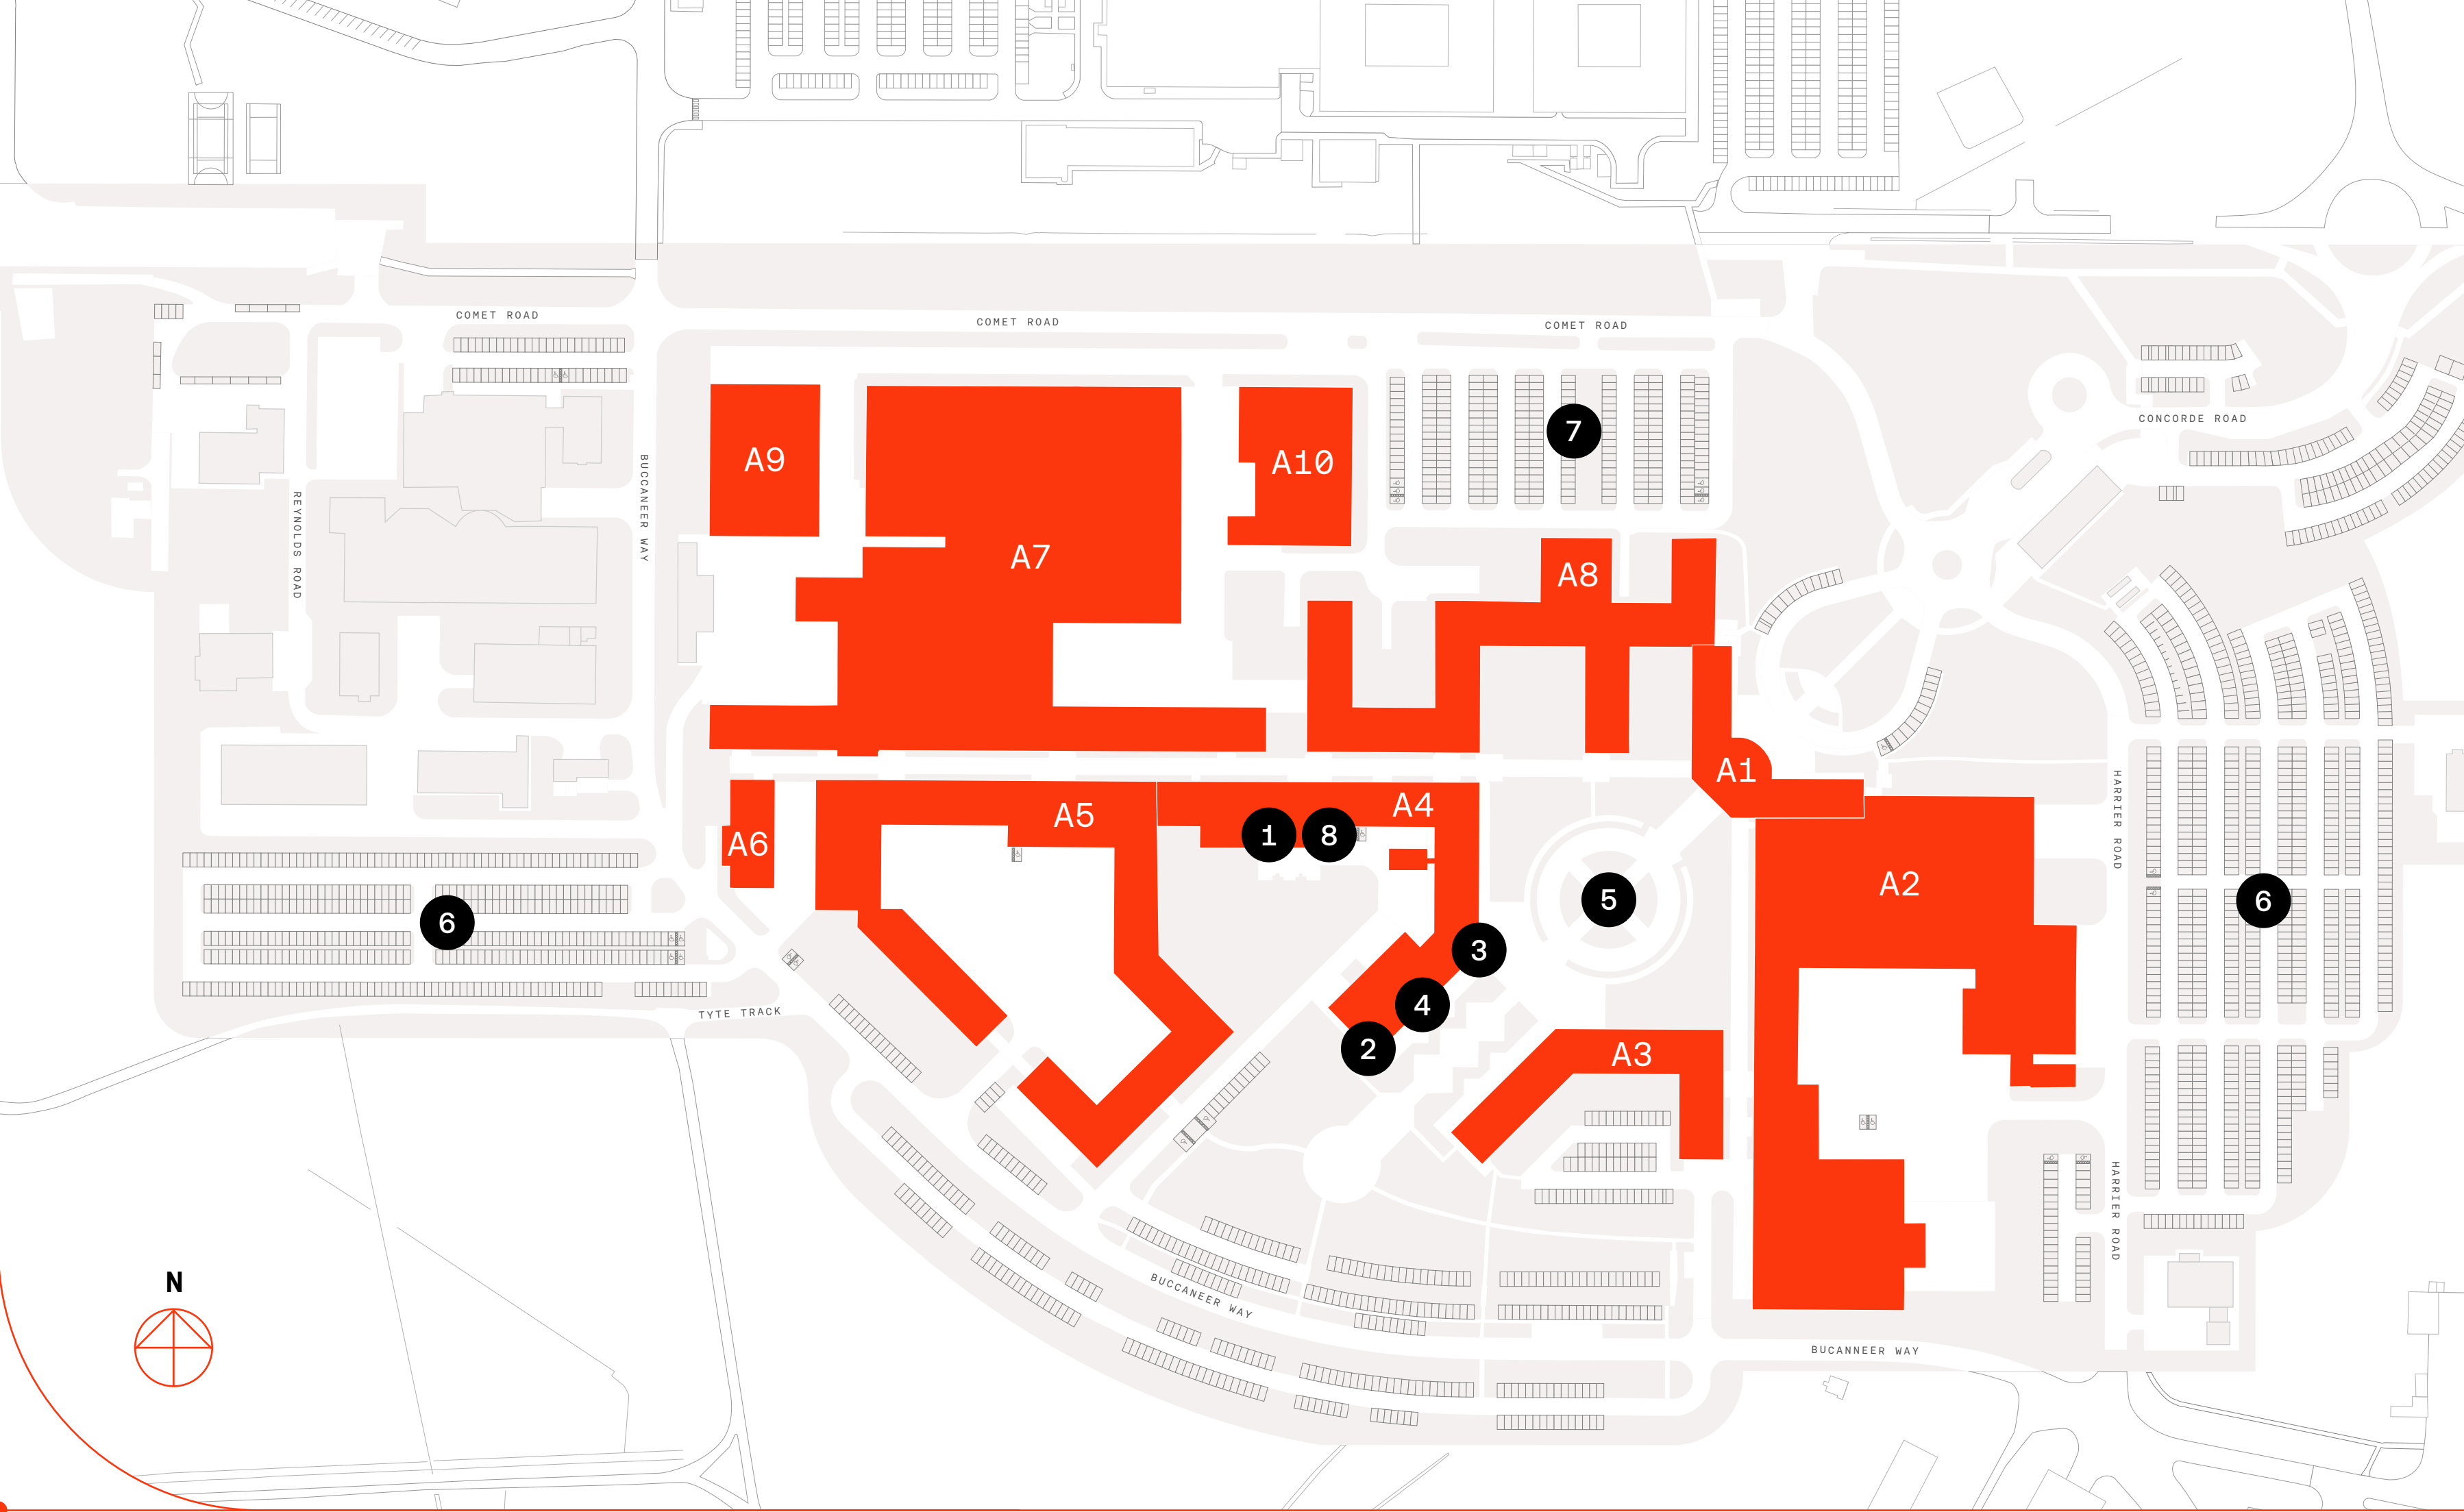 COMET ROAD
COMET ROAD
COMET ROAD
CONCORDE ROAD
7
A9
A10
BUCCANEER WAY
REYNOLDS ROAD
A7
A8
A1
HARRIER ROAD
A5
A4
1
8
A6
A2
5
6
6
3
4
TYTE TRACK
2
A3
HARRIER ROAD
N
BUCCANEER WAY
BUCANNEER WAY